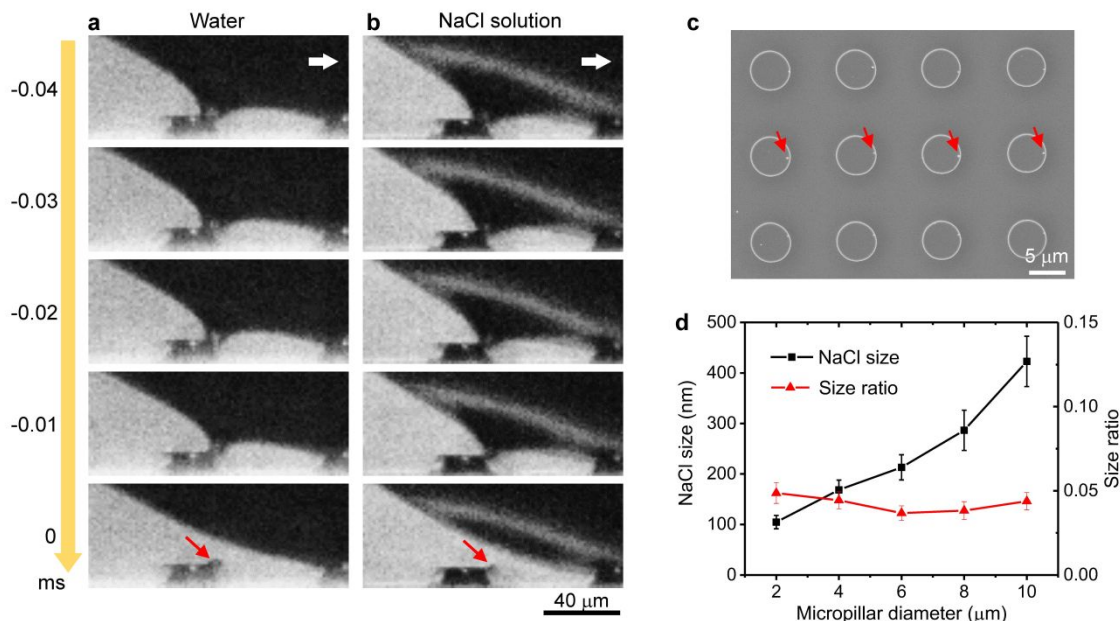 a Water
b NaCl solution
-0.04
-0.03
-0.02
-0.01
0
ms
40 μm
c
5 μm
d
500
400
300
200
100
0
NaCl size (nm)
NaCl size
Size ratio
0.15
0.10
0.05
0.00
Size ratio
2 4 6 8 10
Micropillar diameter (μm)